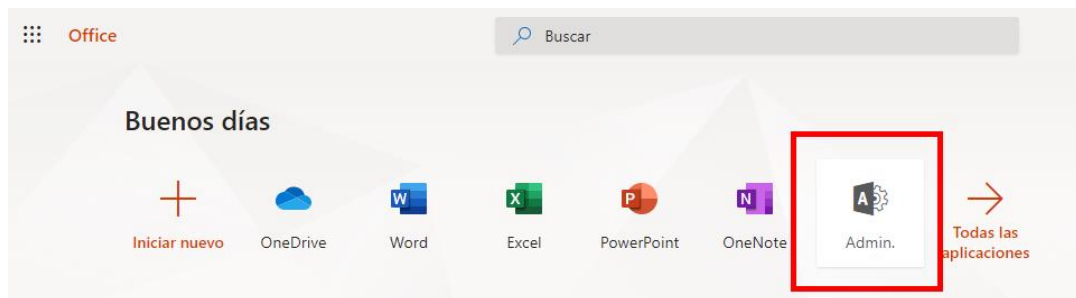 Office
Buscar
Buenos días
Iniciar nuevo
OneDrive
Word
Excel
PowerPoint
OneNote
Admin.
Todas las
aplicaciones